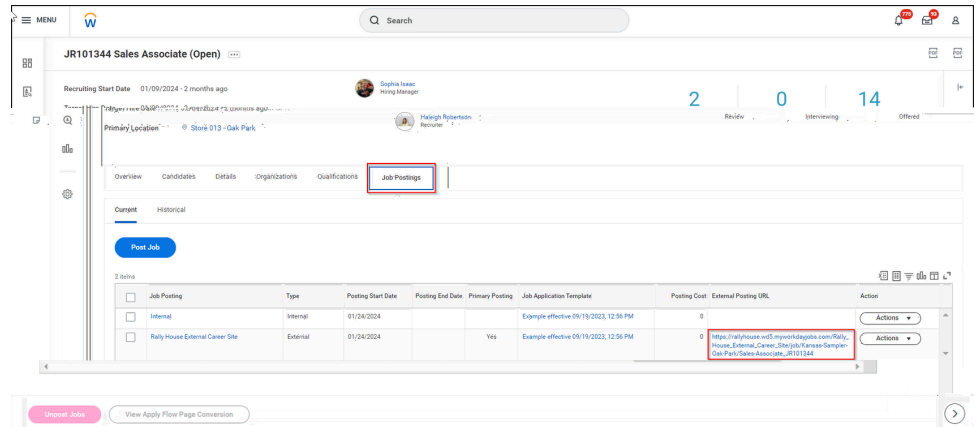 MENU
Search
775
92
JR101344 Sales Associate (Open)
PDF
Recruiting Start Date 01/09/2024 - 2 months ago
Sophia Isaac
Hiring Manager
2
0
14
Review
Interviewing
Offered
Haleigh Robertson
Recruiter
Primary Location
Store 013 - Oak Park
Overview Candidates Details Organizations Qualifications Job Postings
Current Historical
Post Job
2 items
Job Posting Type Posting Start Date Posting End Date Primary Posting Job Application Template Posting Cost External Posting URL Action
Internal Internal 01/24/2024 Example effective 09/19/2023, 12:56 PM 0 Actions
Rally House External Career Site External 01/24/2024 Yes Example effective 09/19/2023, 12:56 PM 0 https://rallyhouse.wd5.myworkdayjobs.com/Rally_
House_External_Career_Site/job/Kansas-Sampler-
Oak-Park/Sales-Associate_JR101344
Actions
Unpost Jobs View Apply Flow Page Conversion